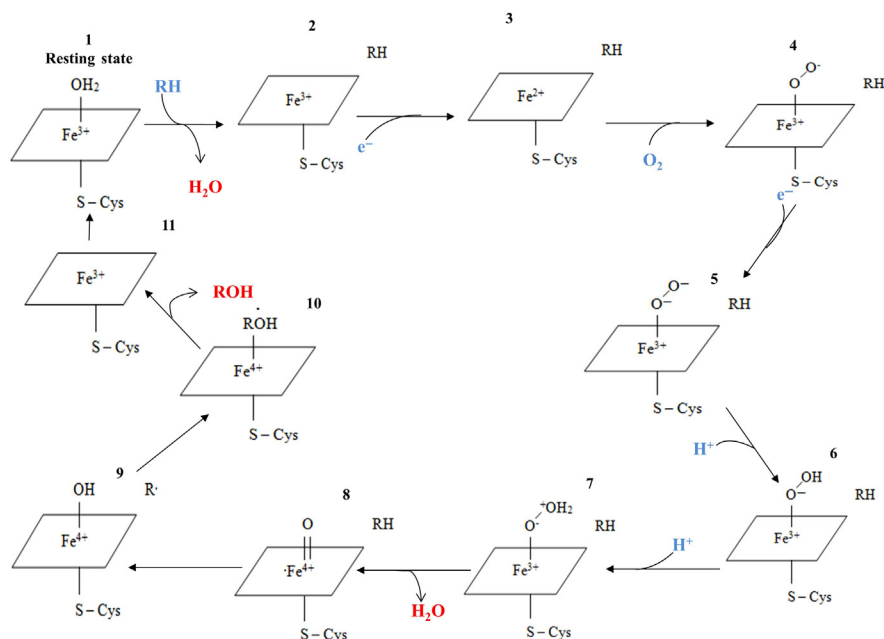 1
Resting state
OH₂
Fe³⁺
S – Cys
RH
H₂O
2
RH
Fe³⁺
S – Cys
e⁻
3
RH
Fe²⁺
S – Cys
O₂
4
O·
O
RH
Fe³⁺
S – Cys
e⁻
5
O⁻
O⁻
RH
Fe³⁺
S – Cys
H⁺
6
OH
O⁻
RH
Fe³⁺
S – Cys
H⁺
7
⁺OH₂
O⁻
RH
Fe³⁺
S – Cys
H₂O
8
O
RH
·Fe⁴⁺
S – Cys
9
OH
R·
Fe⁴⁺
S – Cys
10
·
ROH
Fe⁴⁺
S – Cys
ROH
11
Fe³⁺
S – Cys